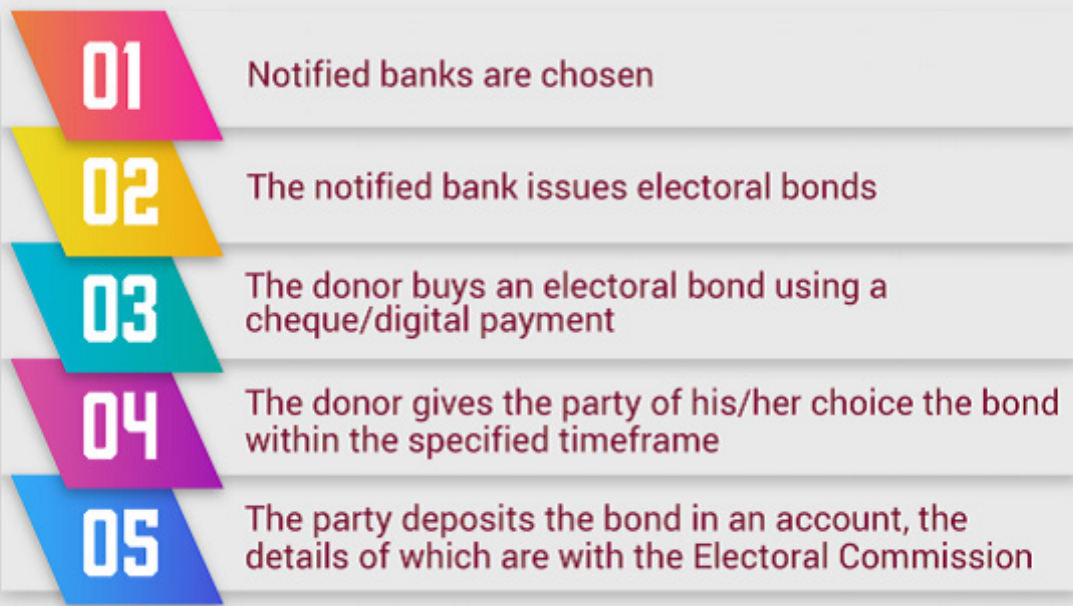 01
Notified banks are chosen
02
The notified bank issues electoral bonds
03
The donor buys an electoral bond using a
cheque/digital payment
04
The donor gives the party of his/her choice the bond
within the specified timeframe
05
The party deposits the bond in an account, the
details of which are with the Electoral Commission